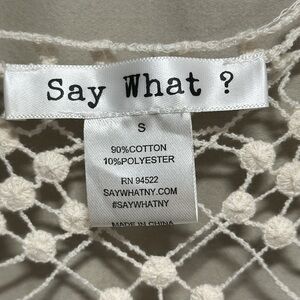 Say What ?
S
90%COTTON
10%POLYESTER
RN 94522
SAYWHATNY.COM
#SAYWHATNY
MADE IN CHINA